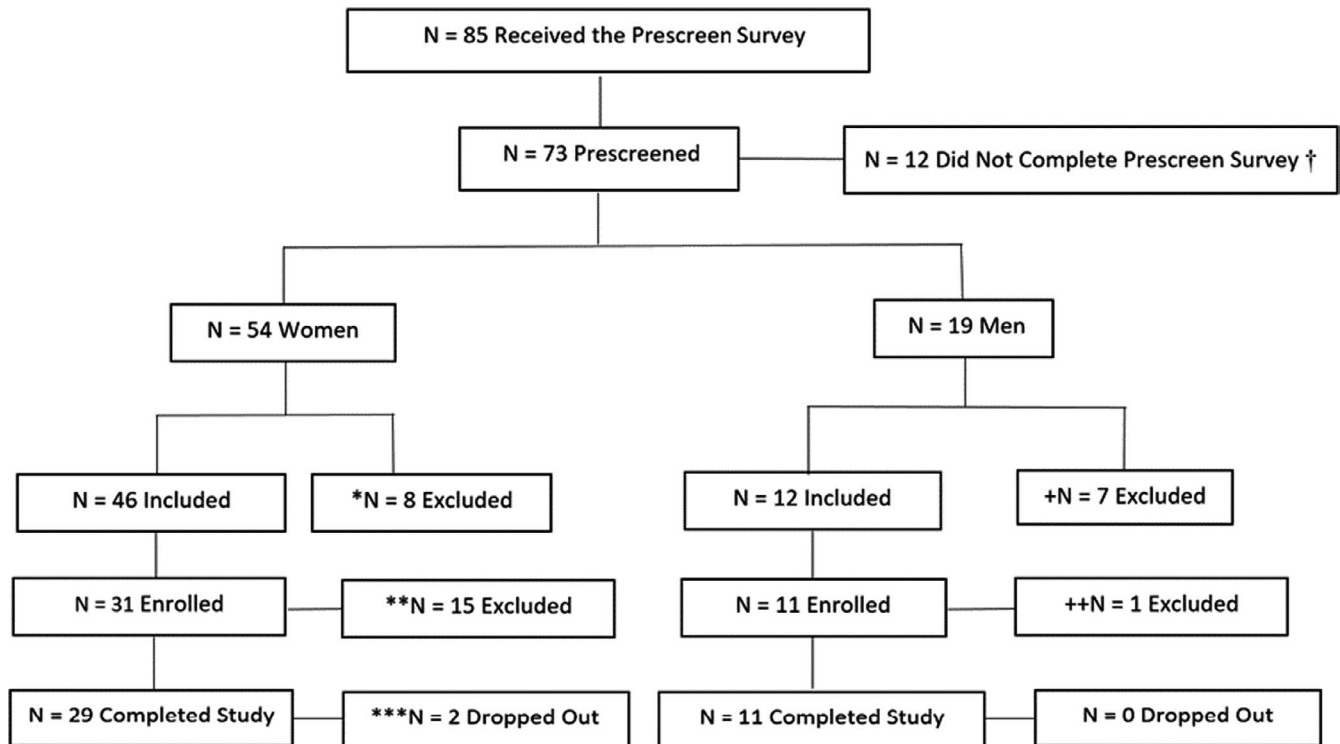 N = 85 Received the Prescreen Survey
N = 73 Prescreened
N = 12 Did Not Complete Prescreen Survey †
N = 54 Women
N = 19 Men
N = 46 Included
*N = 8 Excluded
N = 12 Included
+N = 7 Excluded
N = 31 Enrolled
**N = 15 Excluded
N = 11 Enrolled
++N = 1 Excluded
N = 29 Completed Study
***N = 2 Dropped Out
N = 11 Completed Study
N = 0 Dropped Out